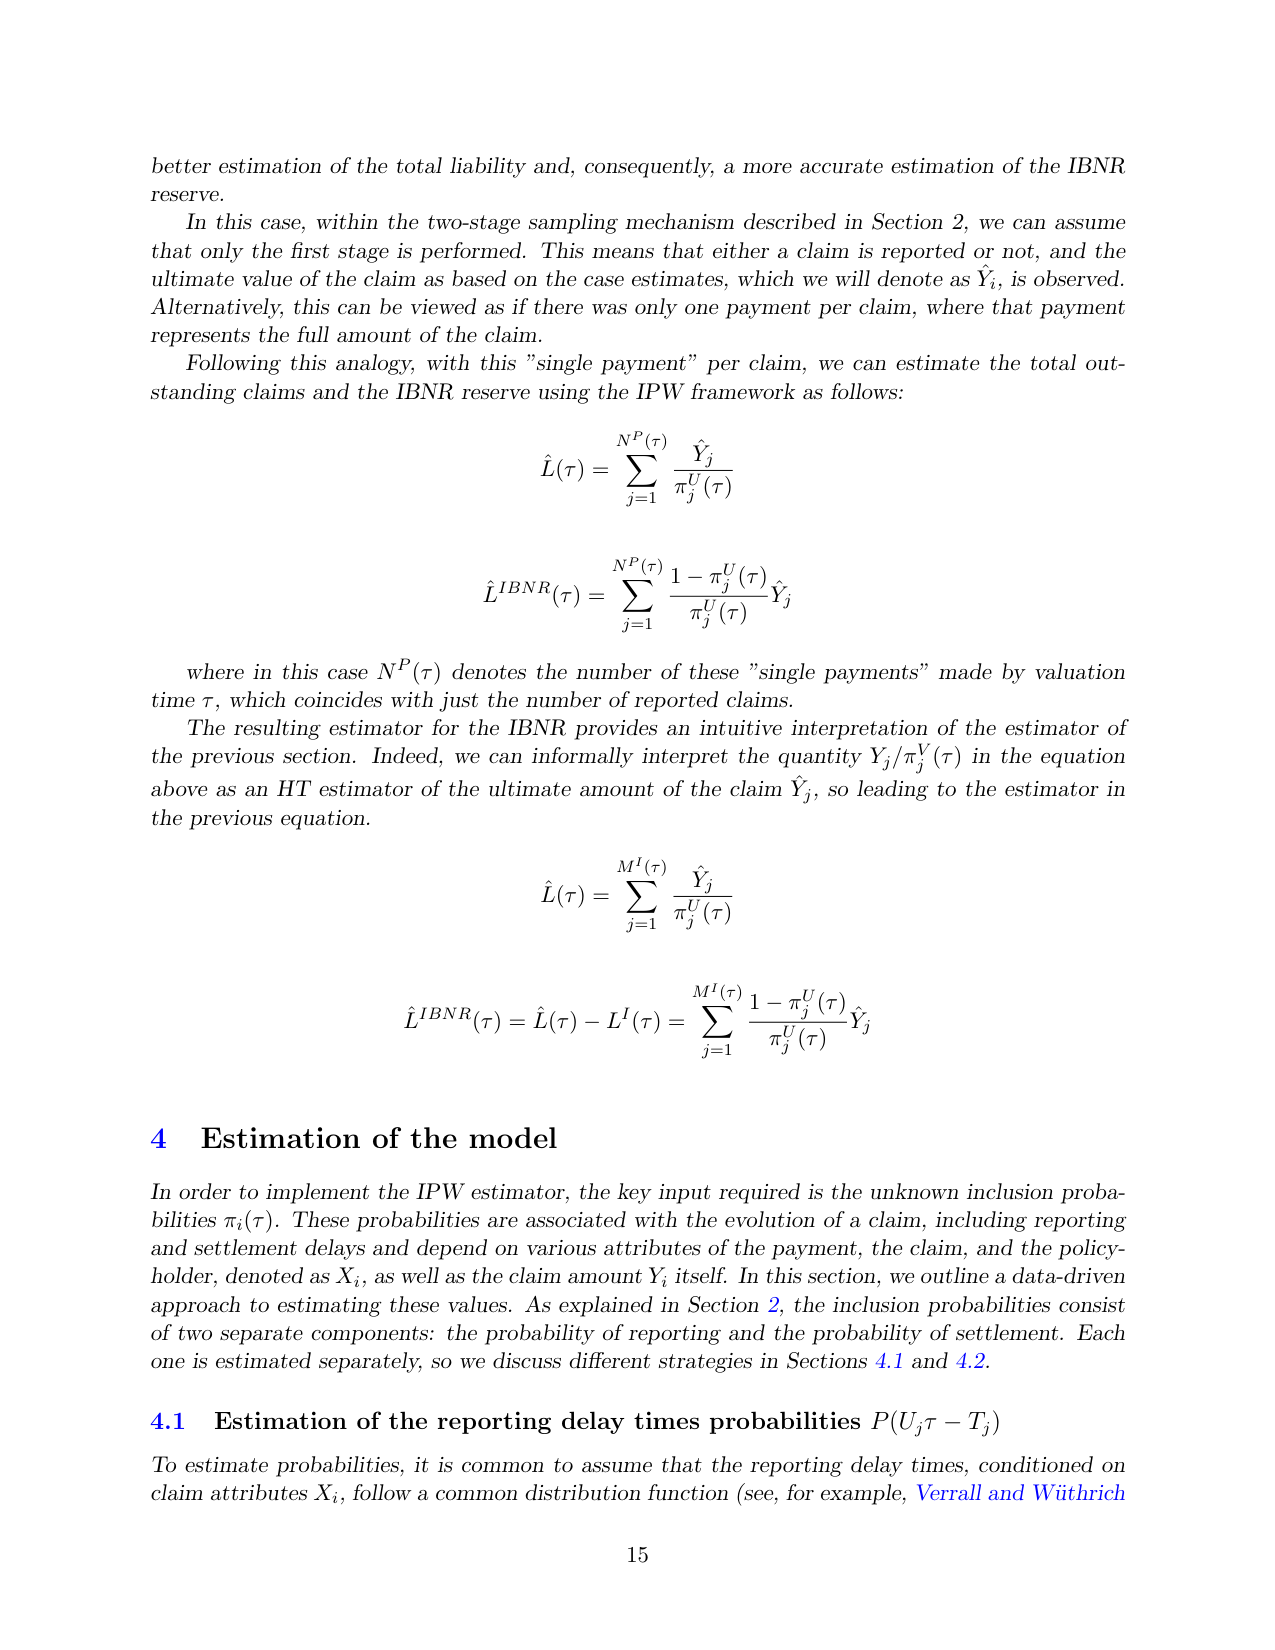 better estimation of the total liability and, consequently, a more accurate estimation of the IBNR
reserve.
In this case, within the two-stage sampling mechanism described in Section 2, we can assume
that only the first stage is performed. This means that either a claim is reported or not, and the
ultimate value of the claim as based on the case estimates, which we will denote as $\hat{Y}_i$, is observed.
Alternatively, this can be viewed as if there was only one payment per claim, where that payment
represents the full amount of the claim.
Following this analogy, with this ”single payment” per claim, we can estimate the total out-
standing claims and the IBNR reserve using the IPW framework as follows:
$\hat{L}(\tau) = \sum_{j=1}^{N^P(\tau)} \frac{\hat{Y}_j}{\pi_j^U(\tau)}$
$\hat{L}^{IBNR}(\tau) = \sum_{j=1}^{N^P(\tau)} \frac{1 - \pi_j^U(\tau)}{\pi_j^U(\tau)} \hat{Y}_j$
where in this case $N^P(\tau)$ denotes the number of these ”single payments” made by valuation
time $\tau$, which coincides with just the number of reported claims.
The resulting estimator for the IBNR provides an intuitive interpretation of the estimator of
the previous section. Indeed, we can informally interpret the quantity $Y_j/\pi_j^V(\tau)$ in the equation
above as an HT estimator of the ultimate amount of the claim $\hat{Y}_j$, so leading to the estimator in
the previous equation.
$\hat{L}(\tau) = \sum_{j=1}^{M^I(\tau)} \frac{\hat{Y}_j}{\pi_j^U(\tau)}$
$\hat{L}^{IBNR}(\tau) = \hat{L}(\tau) - L^I(\tau) = \sum_{j=1}^{M^I(\tau)} \frac{1 - \pi_j^U(\tau)}{\pi_j^U(\tau)} \hat{Y}_j$
4 Estimation of the model
In order to implement the IPW estimator, the key input required is the unknown inclusion proba-
bilities $\pi_i(\tau)$. These probabilities are associated with the evolution of a claim, including reporting
and settlement delays and depend on various attributes of the payment, the claim, and the policy-
holder, denoted as $X_i$, as well as the claim amount $Y_i$ itself. In this section, we outline a data-driven
approach to estimating these values. As explained in Section 2, the inclusion probabilities consist
of two separate components: the probability of reporting and the probability of settlement. Each
one is estimated separately, so we discuss different strategies in Sections 4.1 and 4.2.
4.1 Estimation of the reporting delay times probabilities $P(U_j\tau - T_j)$
To estimate probabilities, it is common to assume that the reporting delay times, conditioned on
claim attributes $X_i$, follow a common distribution function (see, for example, Verrall and Wüthrich
15